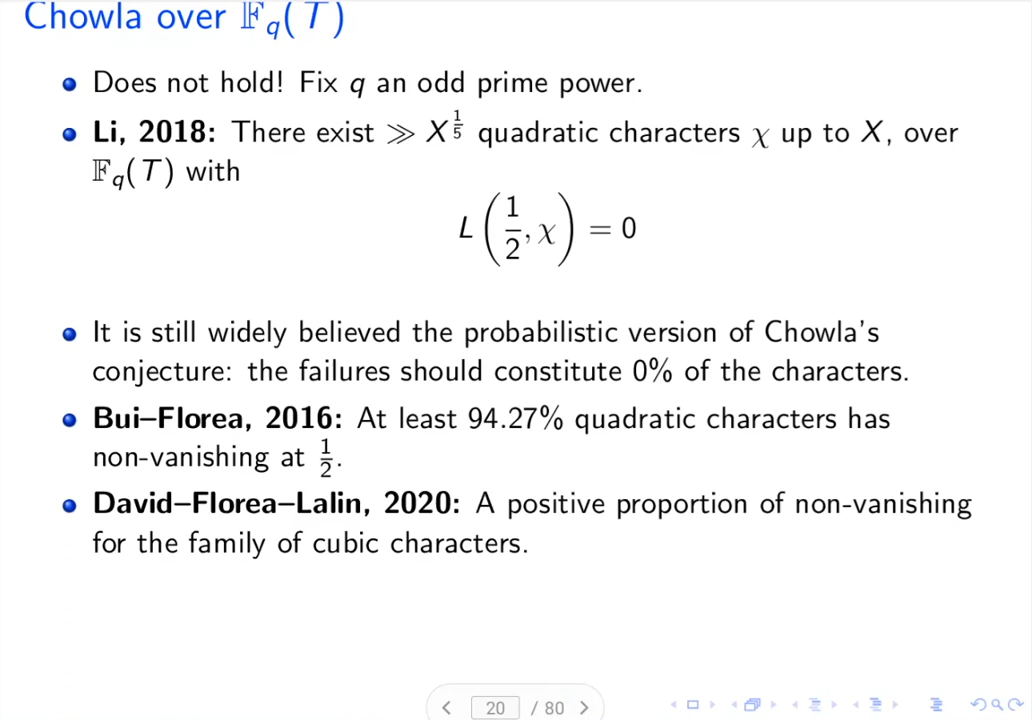 Chowla over 𝔽_q(T)
Does not hold! Fix q an odd prime power.
Li, 2018: There exist ≫ X^{1/5} quadratic characters χ up to X, over
𝔽_q(T) with
L(1/2, χ) = 0
It is still widely believed the probabilistic version of Chowla's
conjecture: the failures should constitute 0% of the characters.
Bui–Florea, 2016: At least 94.27% quadratic characters has
non-vanishing at 1/2.
David–Florea–Lalin, 2020: A positive proportion of non-vanishing
for the family of cubic characters.
20 / 80